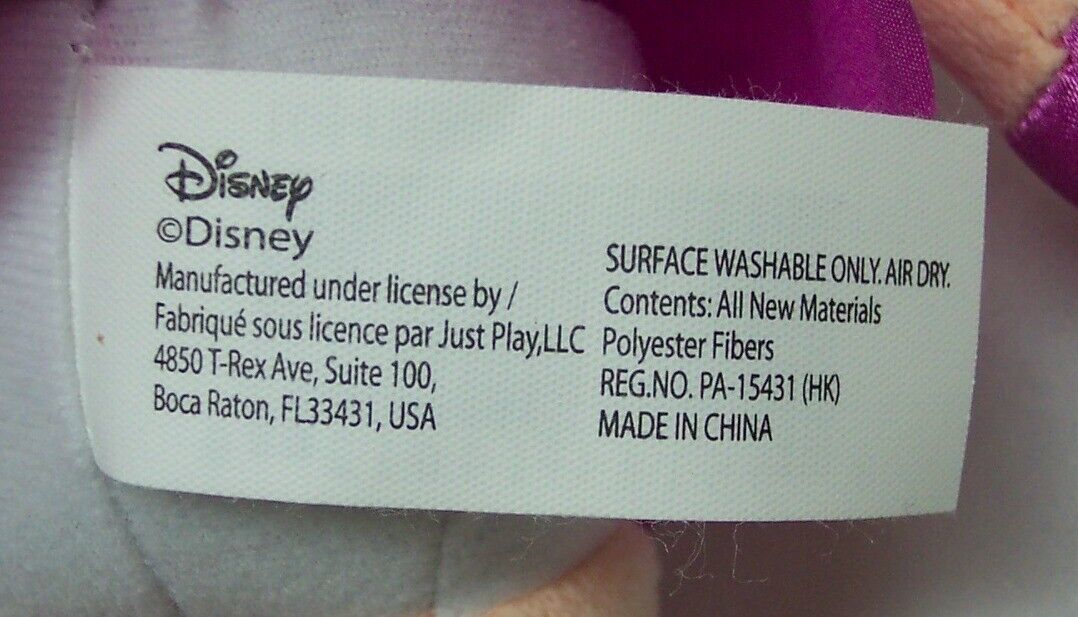 Disney
©Disney
Manufactured under license by /
Fabriqué sous licence par Just Play,LLC
4850 T-Rex Ave, Suite 100,
Boca Raton, FL33431, USA
SURFACE WASHABLE ONLY. AIR DRY.
Contents: All New Materials
Polyester Fibers
REG.NO. PA-15431 (HK)
MADE IN CHINA